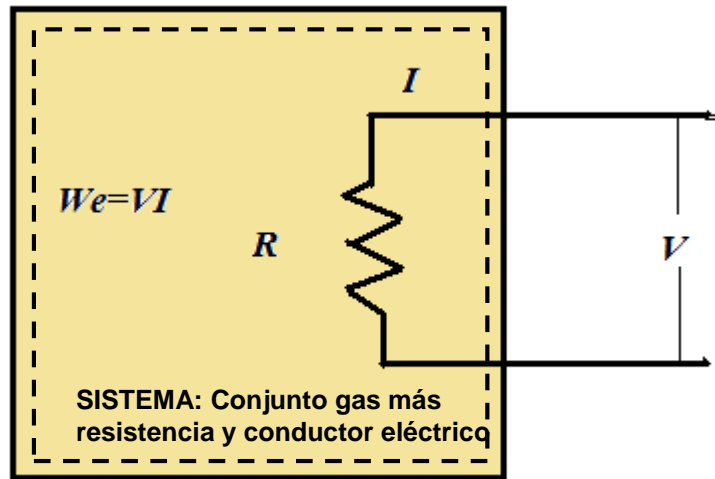 I
We=VI
R
V
SISTEMA: Conjunto gas más
resistencia y conductor eléctrico